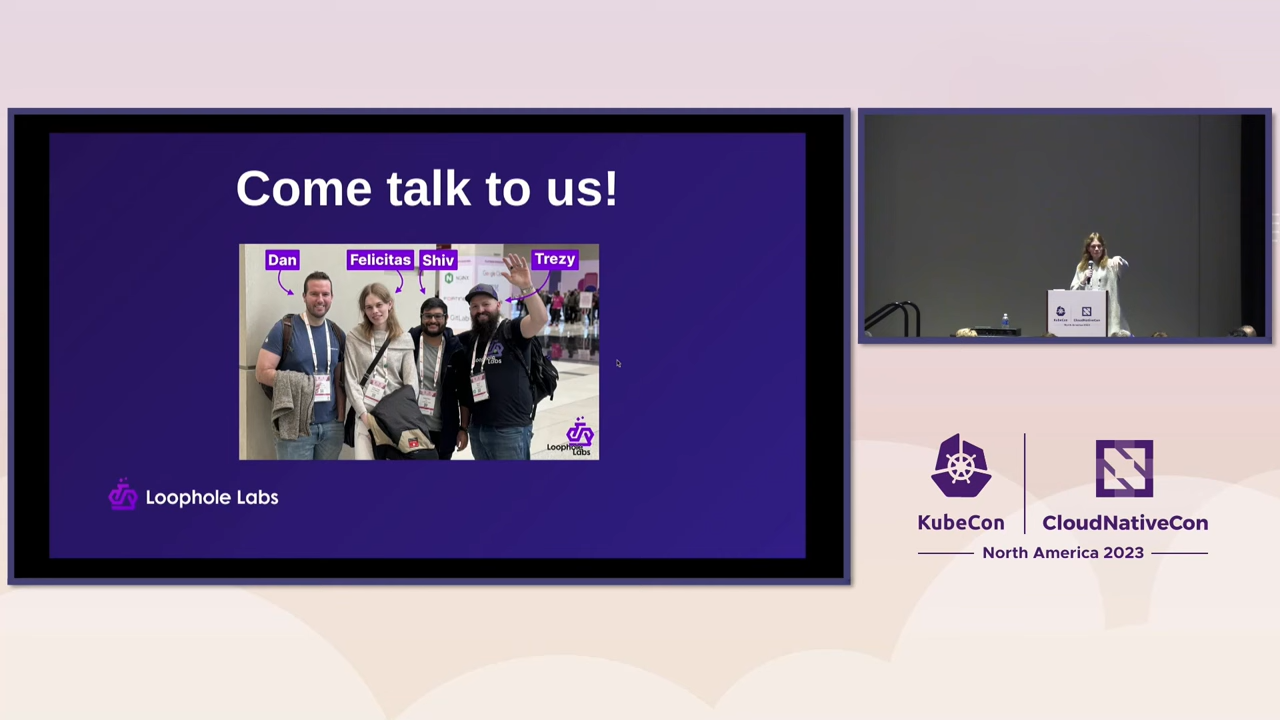 Come talk to us!
Dan
Felicitas
Shiv
Trezy
Loophole
Labs
Loophole Labs
KubeCon
CloudNativeCon
North America 2023